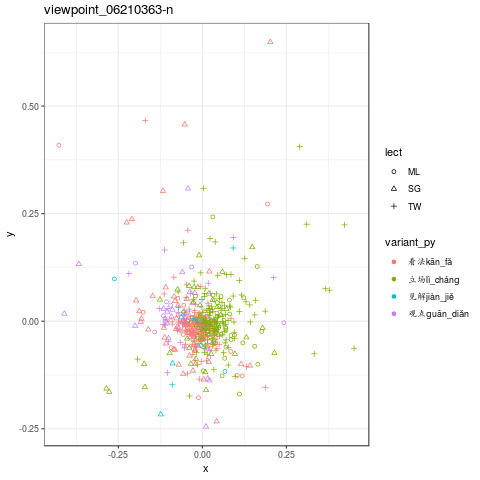 viewpoint_06210363-n
y
0.50
0.25
0.00
-0.25
-0.25
0.00
0.25
x
lect
ML
SG
TW
variant_py
看法kān_fǎ
立场lì_cháng
见解jiàn_jiě
观点guān_diǎn